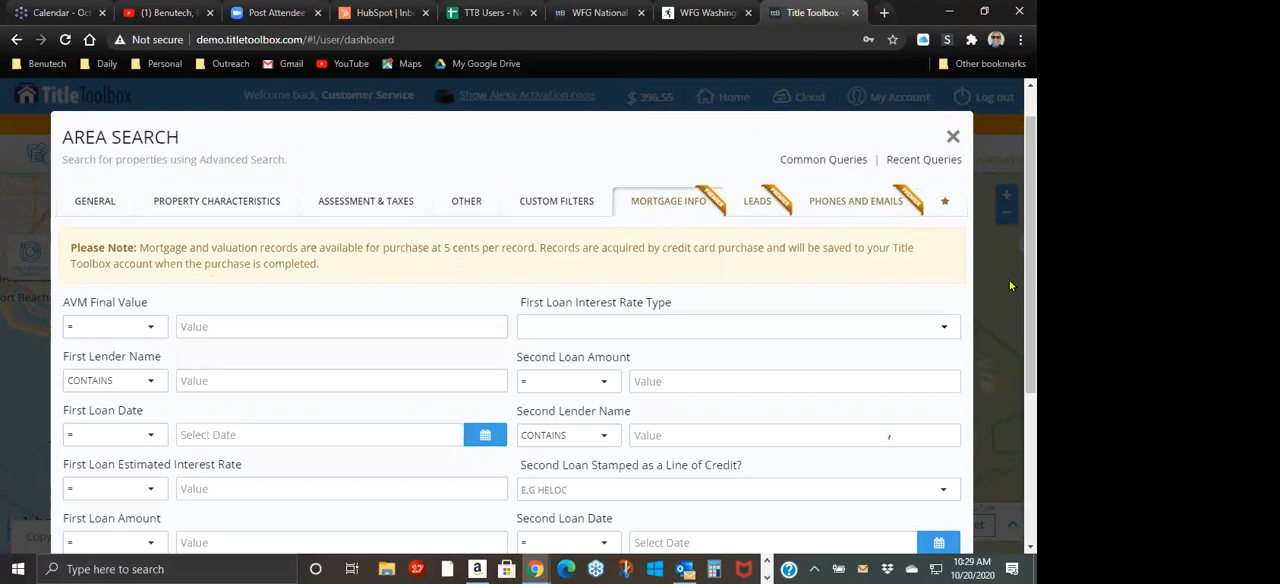 Calendar - Oct
(1) Benutech, I
Post Attendee
HubSpot | Inb
TTB Users - Ne
WFG National
WFG Washing
Title Toolbox -
Not secure demo.titletoolbox.com/#!/user/dashboard
Benutech Daily Personal Outreach Gmail YouTube Maps My Google Drive Other bookmarks
TitleToolbox Welcome back, Customer Service Show Alexa Activation code $ 396.55 Home Cloud My Account Log out
AREA SEARCH
Search for properties using Advanced Search.
Common Queries | Recent Queries
GENERAL PROPERTY CHARACTERISTICS ASSESSMENT & TAXES OTHER CUSTOM FILTERS MORTGAGE INFO LEADS PHONES AND EMAILS
Please Note: Mortgage and valuation records are available for purchase at 5 cents per record. Records are acquired by credit card purchase and will be saved to your Title
Toolbox account when the purchase is completed.
AVM Final Value First Loan Interest Rate Type
= Value
First Lender Name Second Loan Amount
CONTAINS Value = Value
First Loan Date Second Lender Name
= Select Date CONTAINS Value
First Loan Estimated Interest Rate Second Loan Stamped as a Line of Credit?
= Value E.G HELOC
First Loan Amount Second Loan Date
= Value = Select Date
Type here to search
10:29 AM
10/20/2020